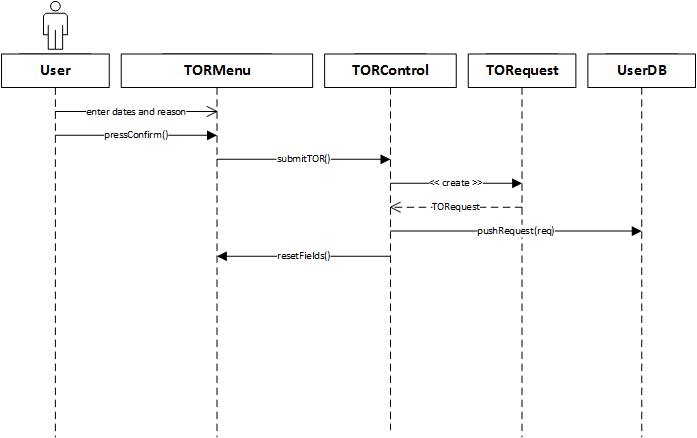 User
TORMenu
TORControl
TORequest
UserDB
enter dates and reason
pressConfirm()
submitTOR()
<< create >>
TORequest
pushRequest(req)
resetFields()